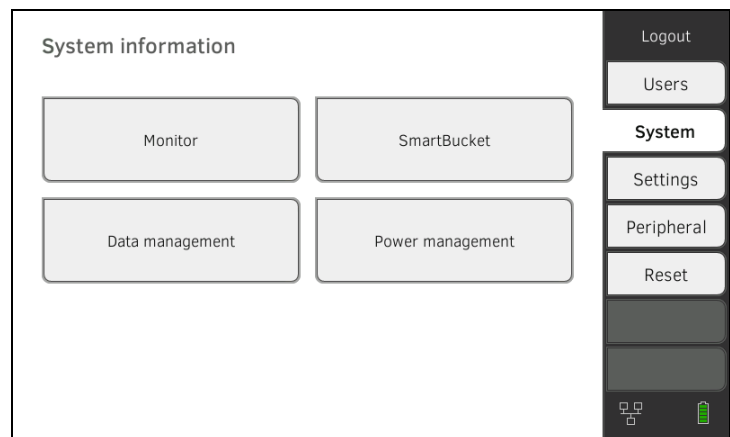 System information
Monitor
SmartBucket
Data management
Power management
Logout
Users
System
Settings
Peripheral
Reset